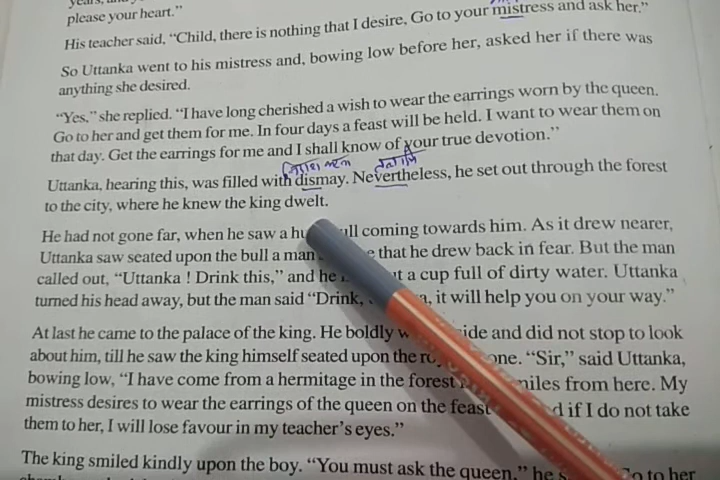 please your heart."
His teacher said, "Child, there is nothing that I desire, Go to your mistress and ask her."
So Uttanka went to his mistress and, bowing low before her, asked her if there was
anything she desired.
"Yes," she replied. "I have long cherished a wish to wear the earrings worn by the queen.
Go to her and get them for me. In four days a feast will be held. I want to wear them on
that day. Get the earrings for me and I shall know of your true devotion."
Uttanka, hearing this, was filled with dismay. Nevertheless, he set out through the forest
to the city, where he knew the king dwelt.
He had not gone far, when he saw a coming towards him. As it drew nearer,
Uttanka saw seated upon the bull a man that he drew back in fear. But the man
called out, "Uttanka ! Drink this," and he a cup full of dirty water. Uttanka
turned his head away, but the man said "Drink, it will help you on your way."
At last he came to the palace of the king. He boldly and did not stop to look
about him, till he saw the king himself seated upon the "Sir," said Uttanka,
bowing low, "I have come from a hermitage in the forest miles from here. My
mistress desires to wear the earrings of the queen on the feast if I do not take
them to her, I will lose favour in my teacher's eyes."
The king smiled kindly upon the boy. "You must ask the queen," he to her